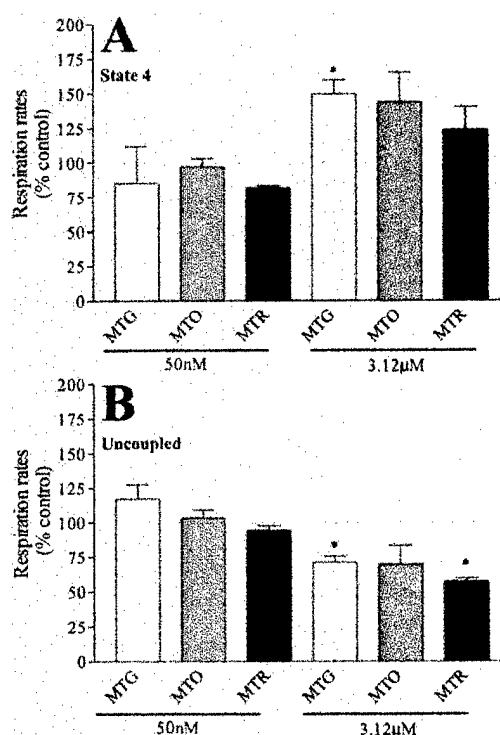 A
State 4
Respiration rates
(% control)
200
175
150
125
100
75
50
25
0
*
MTG MTO MTR MTG MTO MTR
50nM 3.12µM
B
Uncoupled
Respiration rates
(% control)
200
175
150
125
100
75
50
25
0
* *
MTG MTO MTR MTG MTO MTR
50nM 3.12µM